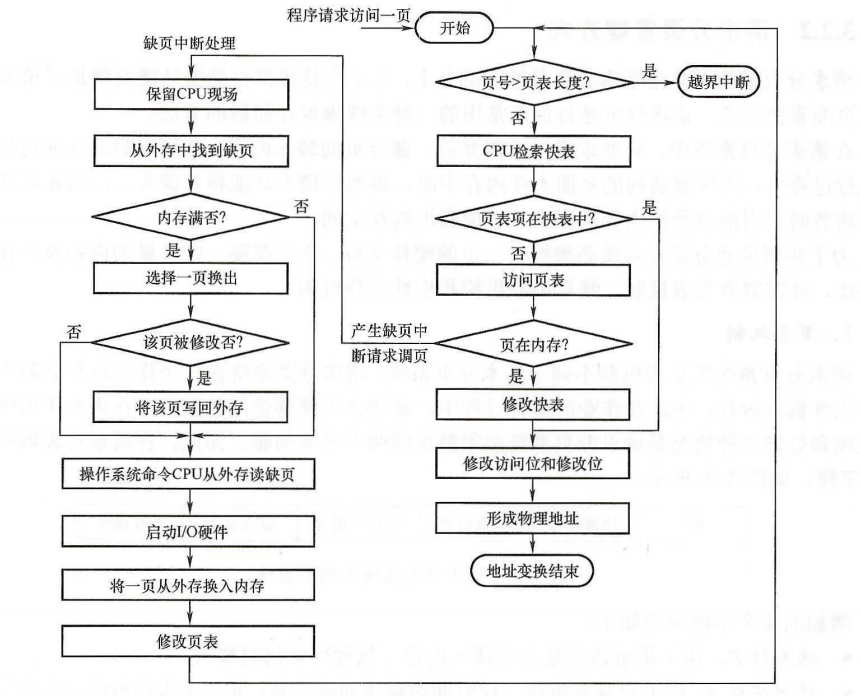 程序请求访问一页
开始
页号>页表长度?
是
越界中断
否
CPU检索快表
页表项在快表中?
是
否
访问页表
页在内存?
产生缺页中
断请求调页
是
修改快表
修改访问位和修改位
形成物理地址
地址变换结束
缺页中断处理
保留CPU现场
从外存中找到缺页
内存满否?
否
是
选择一页换出
该页被修改否?
否
是
将该页写回外存
操作系统命令CPU从外存读缺页
启动I/O硬件
将一页从外存换入内存
修改页表